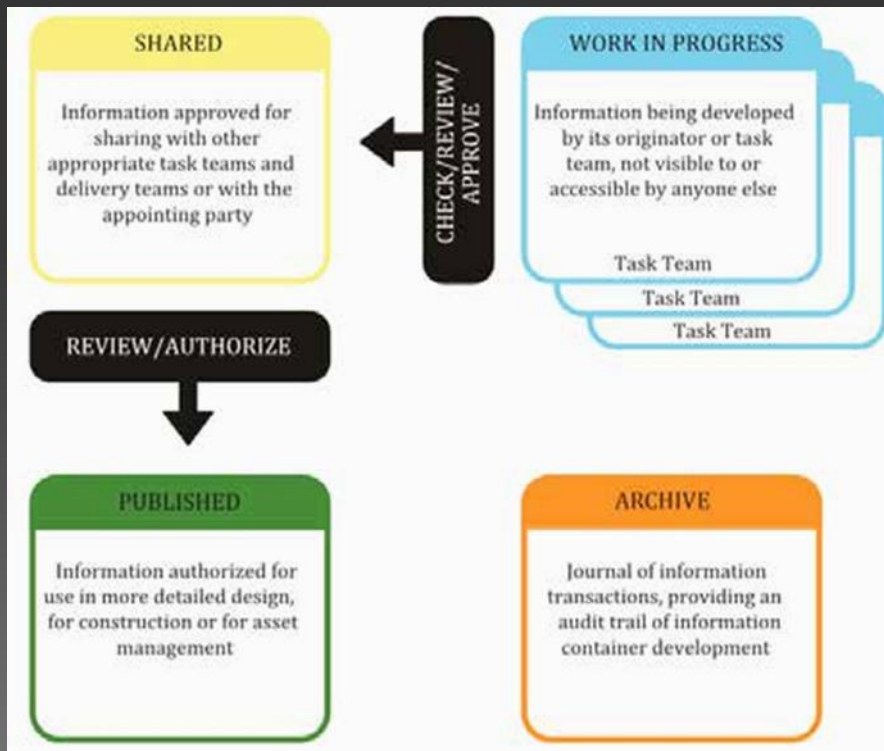 SHARED
Information approved for
sharing with other
appropriate task teams and
delivery teams or with the
appointing party
CHECK/REVIEW/
APPROVE
WORK IN PROGRESS
Information being developed
by its originator or task
team, not visible to or
accessible by anyone else
Task Team
Task Team
Task Team
REVIEW/AUTHORIZE
PUBLISHED
Information authorized for
use in more detailed design,
for construction or for asset
management
ARCHIVE
Journal of information
transactions, providing an
audit trail of information
container development